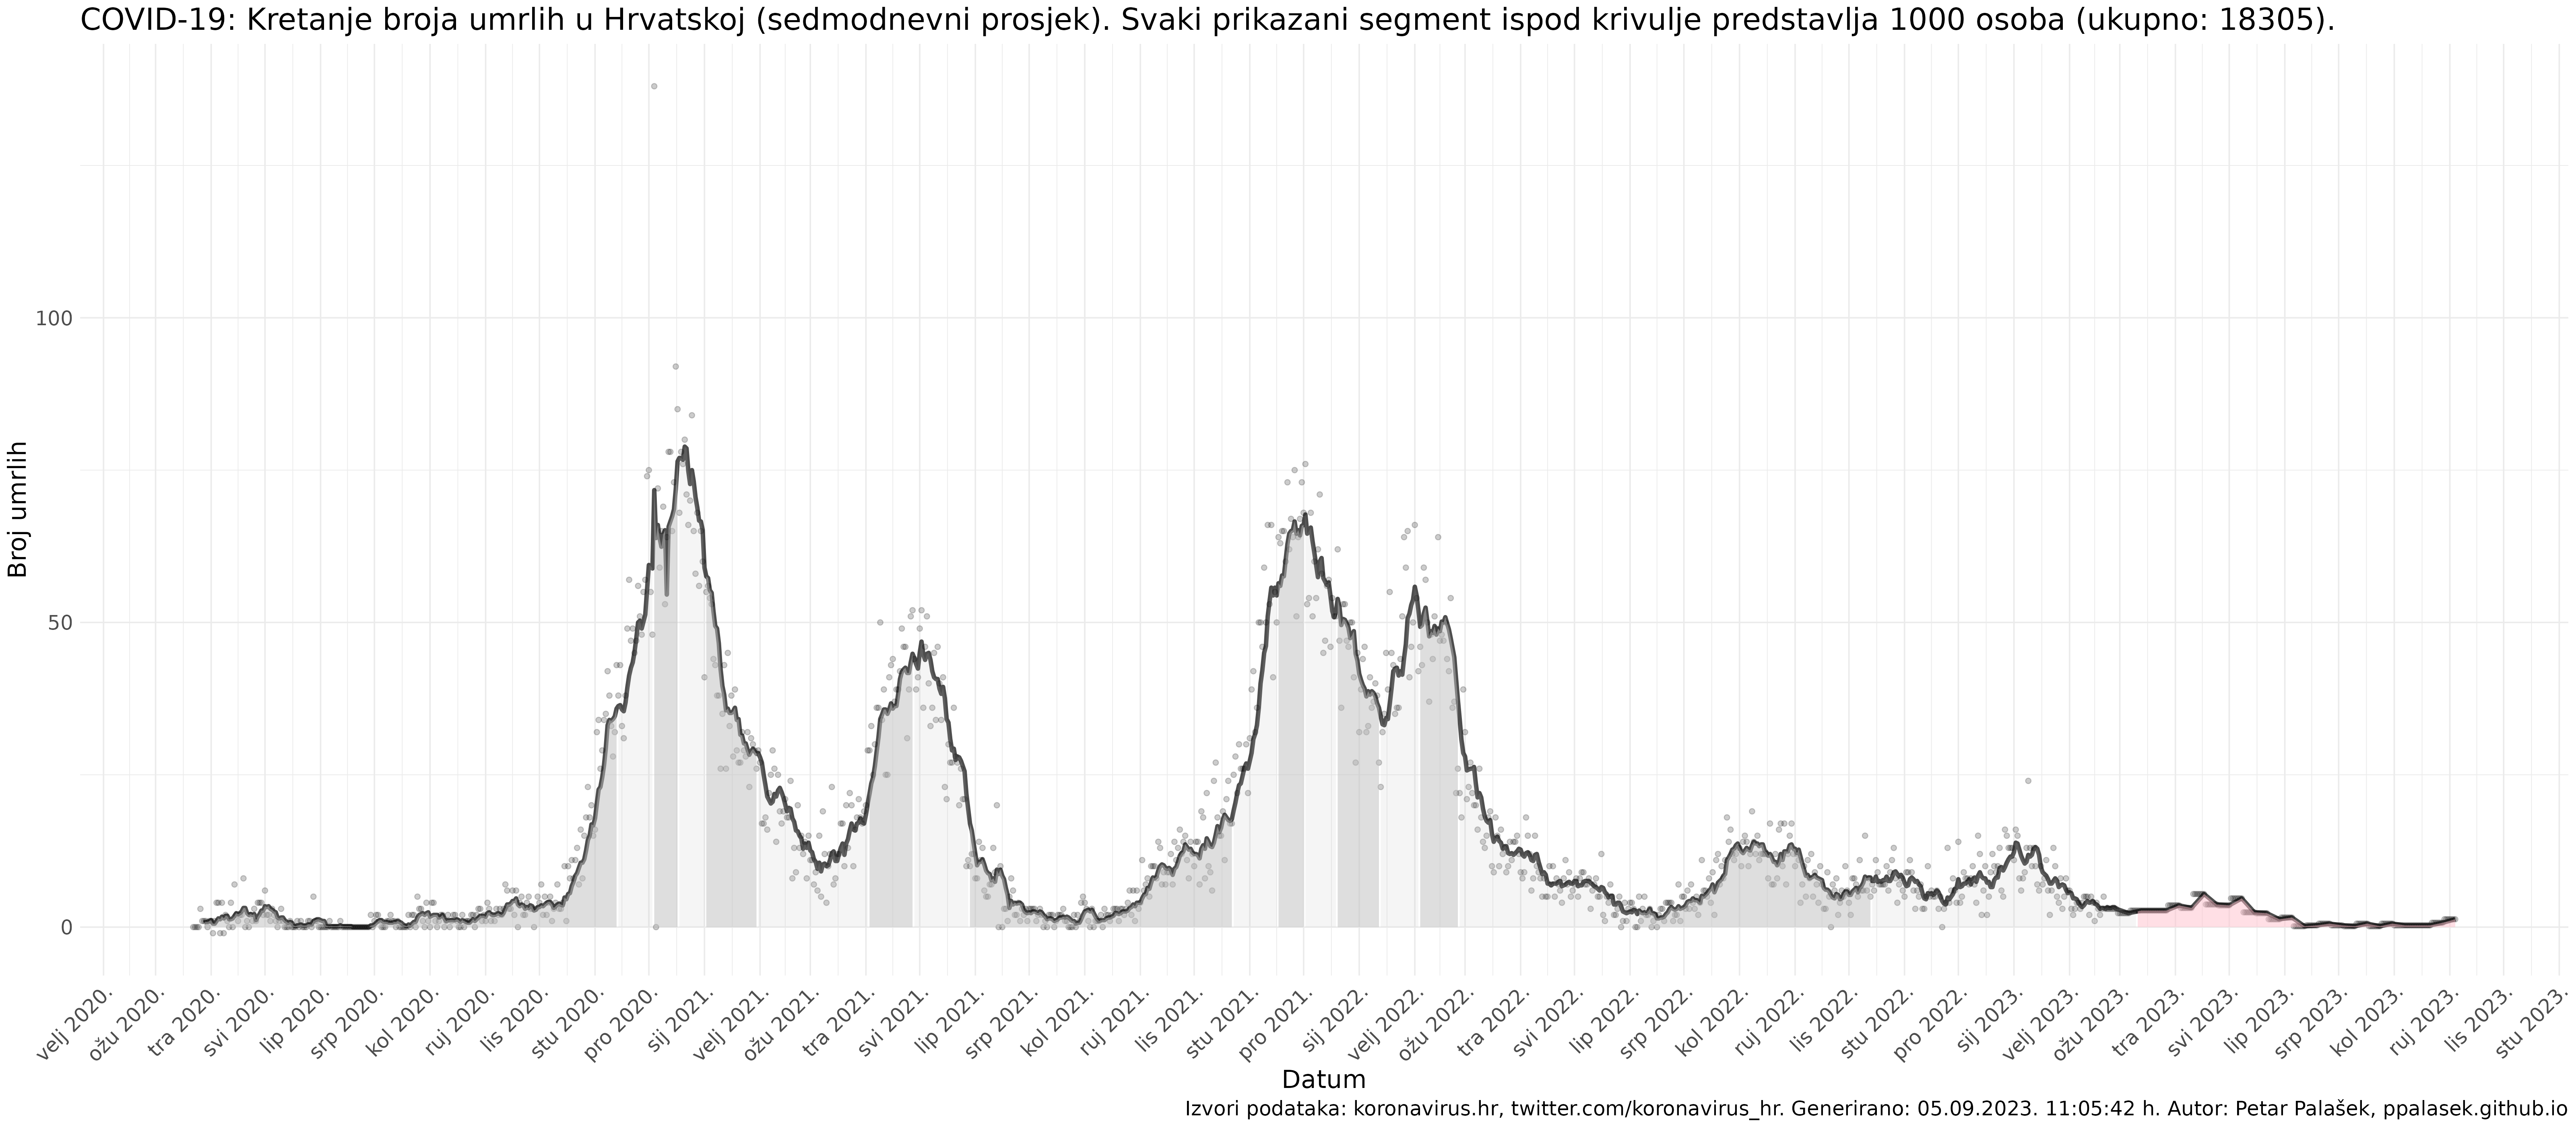 COVID-19: Kretanje broja umrlih u Hrvatskoj (sedmodnevni prosjek). Svaki prikazani segment ispod krivulje predstavlja 1000 osoba (ukupno: 18305).
Broj umrlih
100
50
0
velj 2020.
ožu 2020.
tra 2020.
svi 2020.
lip 2020.
srp 2020.
kol 2020.
ruj 2020.
lis 2020.
stu 2020.
pro 2020.
sij 2021.
velj 2021.
ožu 2021.
tra 2021.
svi 2021.
lip 2021.
srp 2021.
kol 2021.
ruj 2021.
lis 2021.
stu 2021.
pro 2021.
sij 2022.
velj 2022.
ožu 2022.
tra 2022.
svi 2022.
lip 2022.
srp 2022.
kol 2022.
ruj 2022.
lis 2022.
stu 2022.
pro 2022.
sij 2023.
velj 2023.
ožu 2023.
tra 2023.
svi 2023.
lip 2023.
srp 2023.
kol 2023.
ruj 2023.
lis 2023.
stu 2023.
Datum
Izvori podataka: koronavirus.hr, twitter.com/koronavirus_hr. Generirano: 05.09.2023. 11:05:42 h. Autor: Petar Palašek, ppalasek.github.io